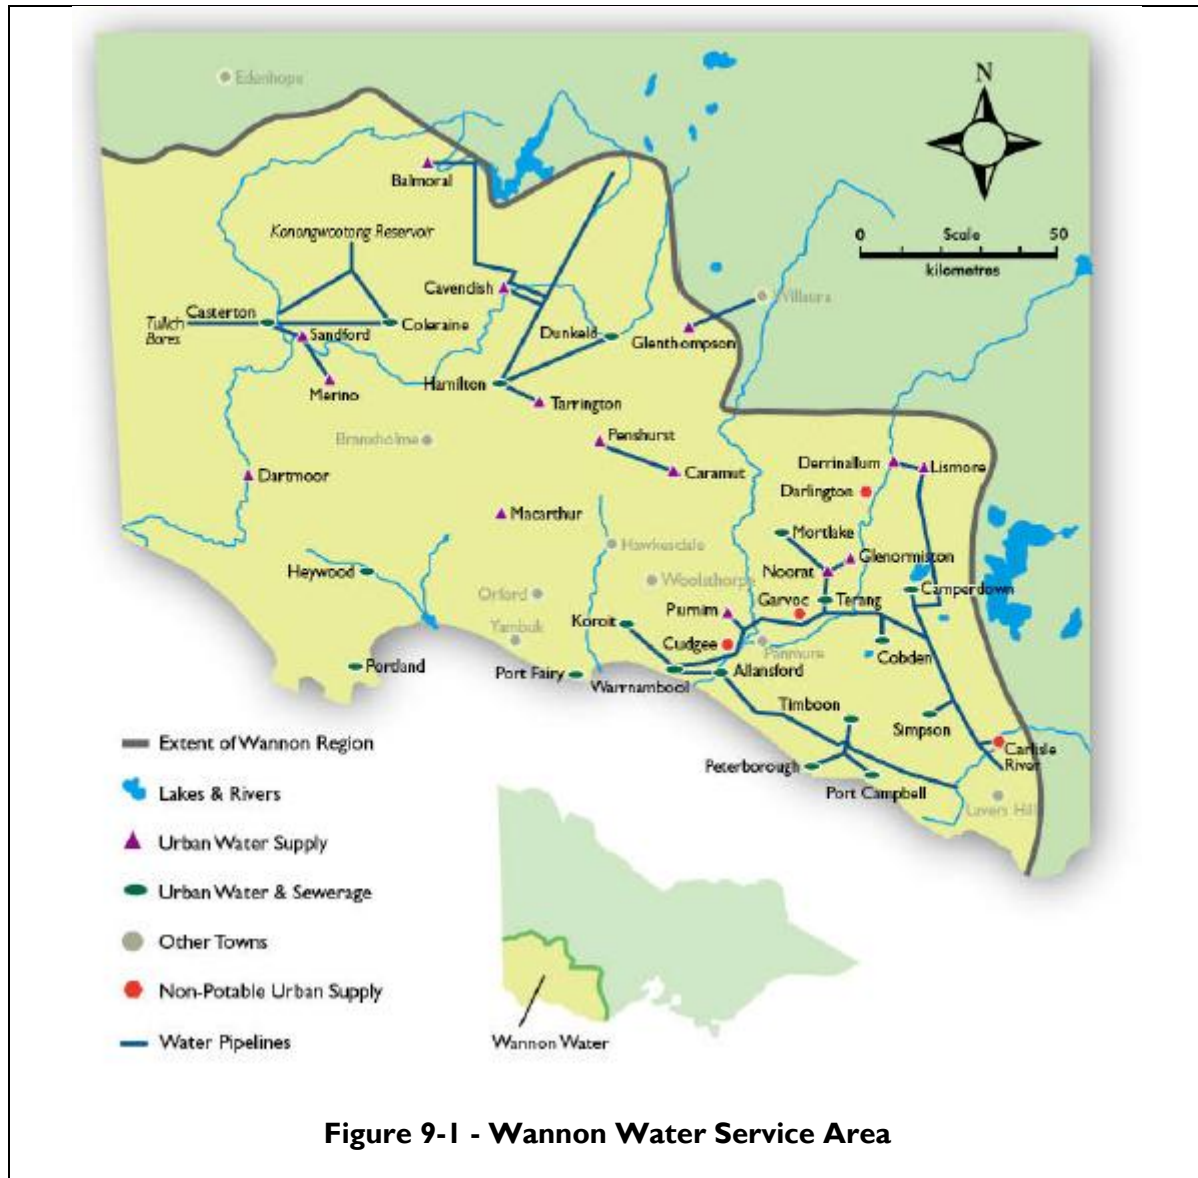 Edenhope
N
Balmoral
Konongwootong Reservoir
0 Scale 50
kilometres
Cavendish
Willaura
Casterton
Tullich
Bores
Sandford
Coleraine
Dunkeld
Glenthompson
Merino
Hamilton
Tarrington
Branxholme
Penshurst
Caramut
Derrinallum
Lismore
Dartmoor
Darlington
Macarthur
Mortlake
Hawkesdale
Glenormiston
Heywood
Noorat
Woolsthorpe
Camperdown
Orford
Garvoc
Terang
Purnim
Koroit
Yambuk
Cudgee
Panmure
Cobden
Portland
Port Fairy
Warrnambool
Allansford
Timboon
Simpson
Extent of Wannon Region
Carlisle
River
Peterborough
Port Campbell
Lavers Hill
Lakes & Rivers
Urban Water Supply
Urban Water & Sewerage
Other Towns
Non-Potable Urban Supply
Water Pipelines
Wannon Water
Figure 9-1 - Wannon Water Service Area